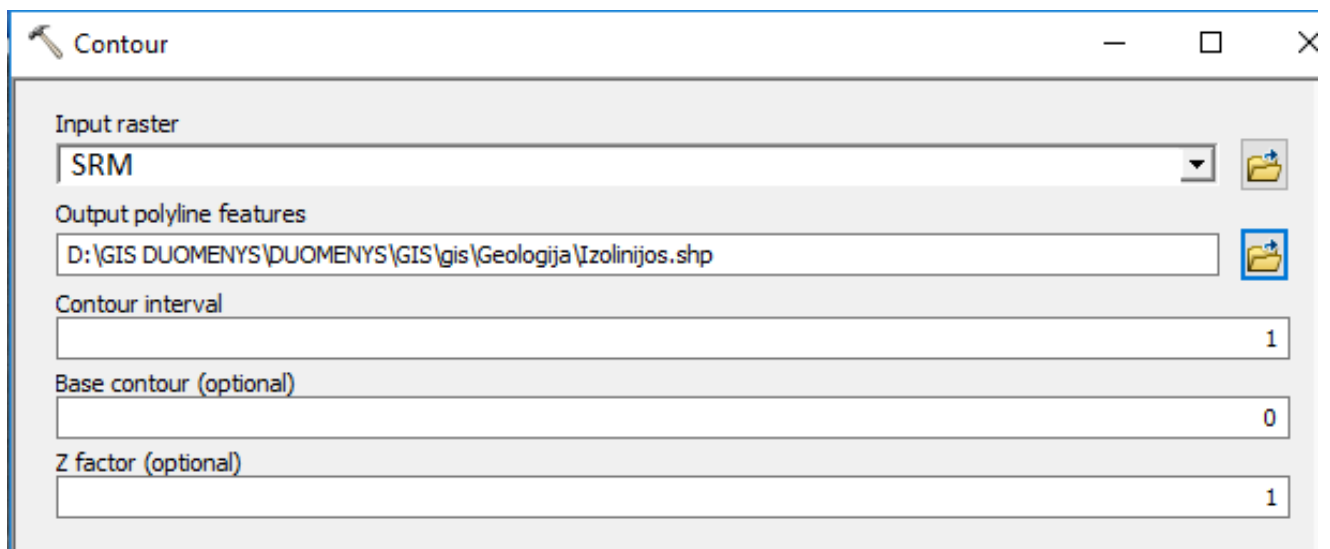 Contour
Input raster
SRM
Output polyline features
D:\GIS DUOMENYS\DUOMENYS\GIS\gis\Geologija\Izolinijos.shp
Contour interval
1
Base contour (optional)
0
Z factor (optional)
1